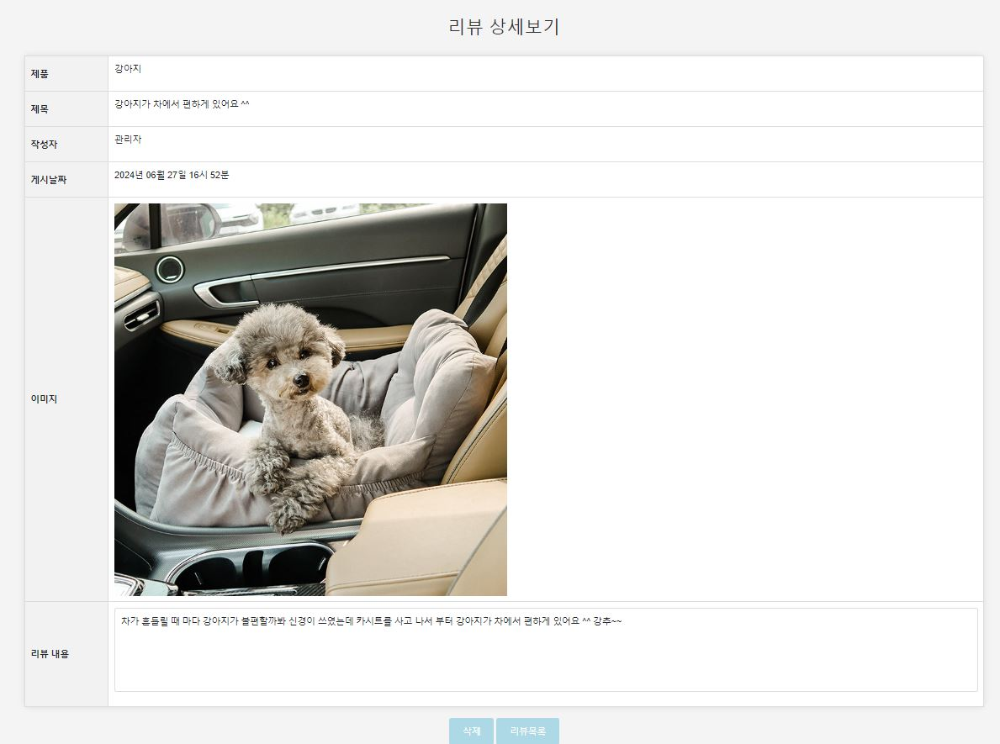 리뷰 상세보기
제품
강아지
제목
강아지가 차에서 편하게 있어요 ^^
작성자
관리자
게시날짜
2024년 06월 27일 16시 52분
이미지
리뷰 내용
차가 흔들릴 때 마다 강아지가 불편할까봐 신경이 쓰였는데 카시트를 사고 나서 부터 강아지가 차에서 편하게 있어요 ^^ 강추~~
삭제
리뷰목록